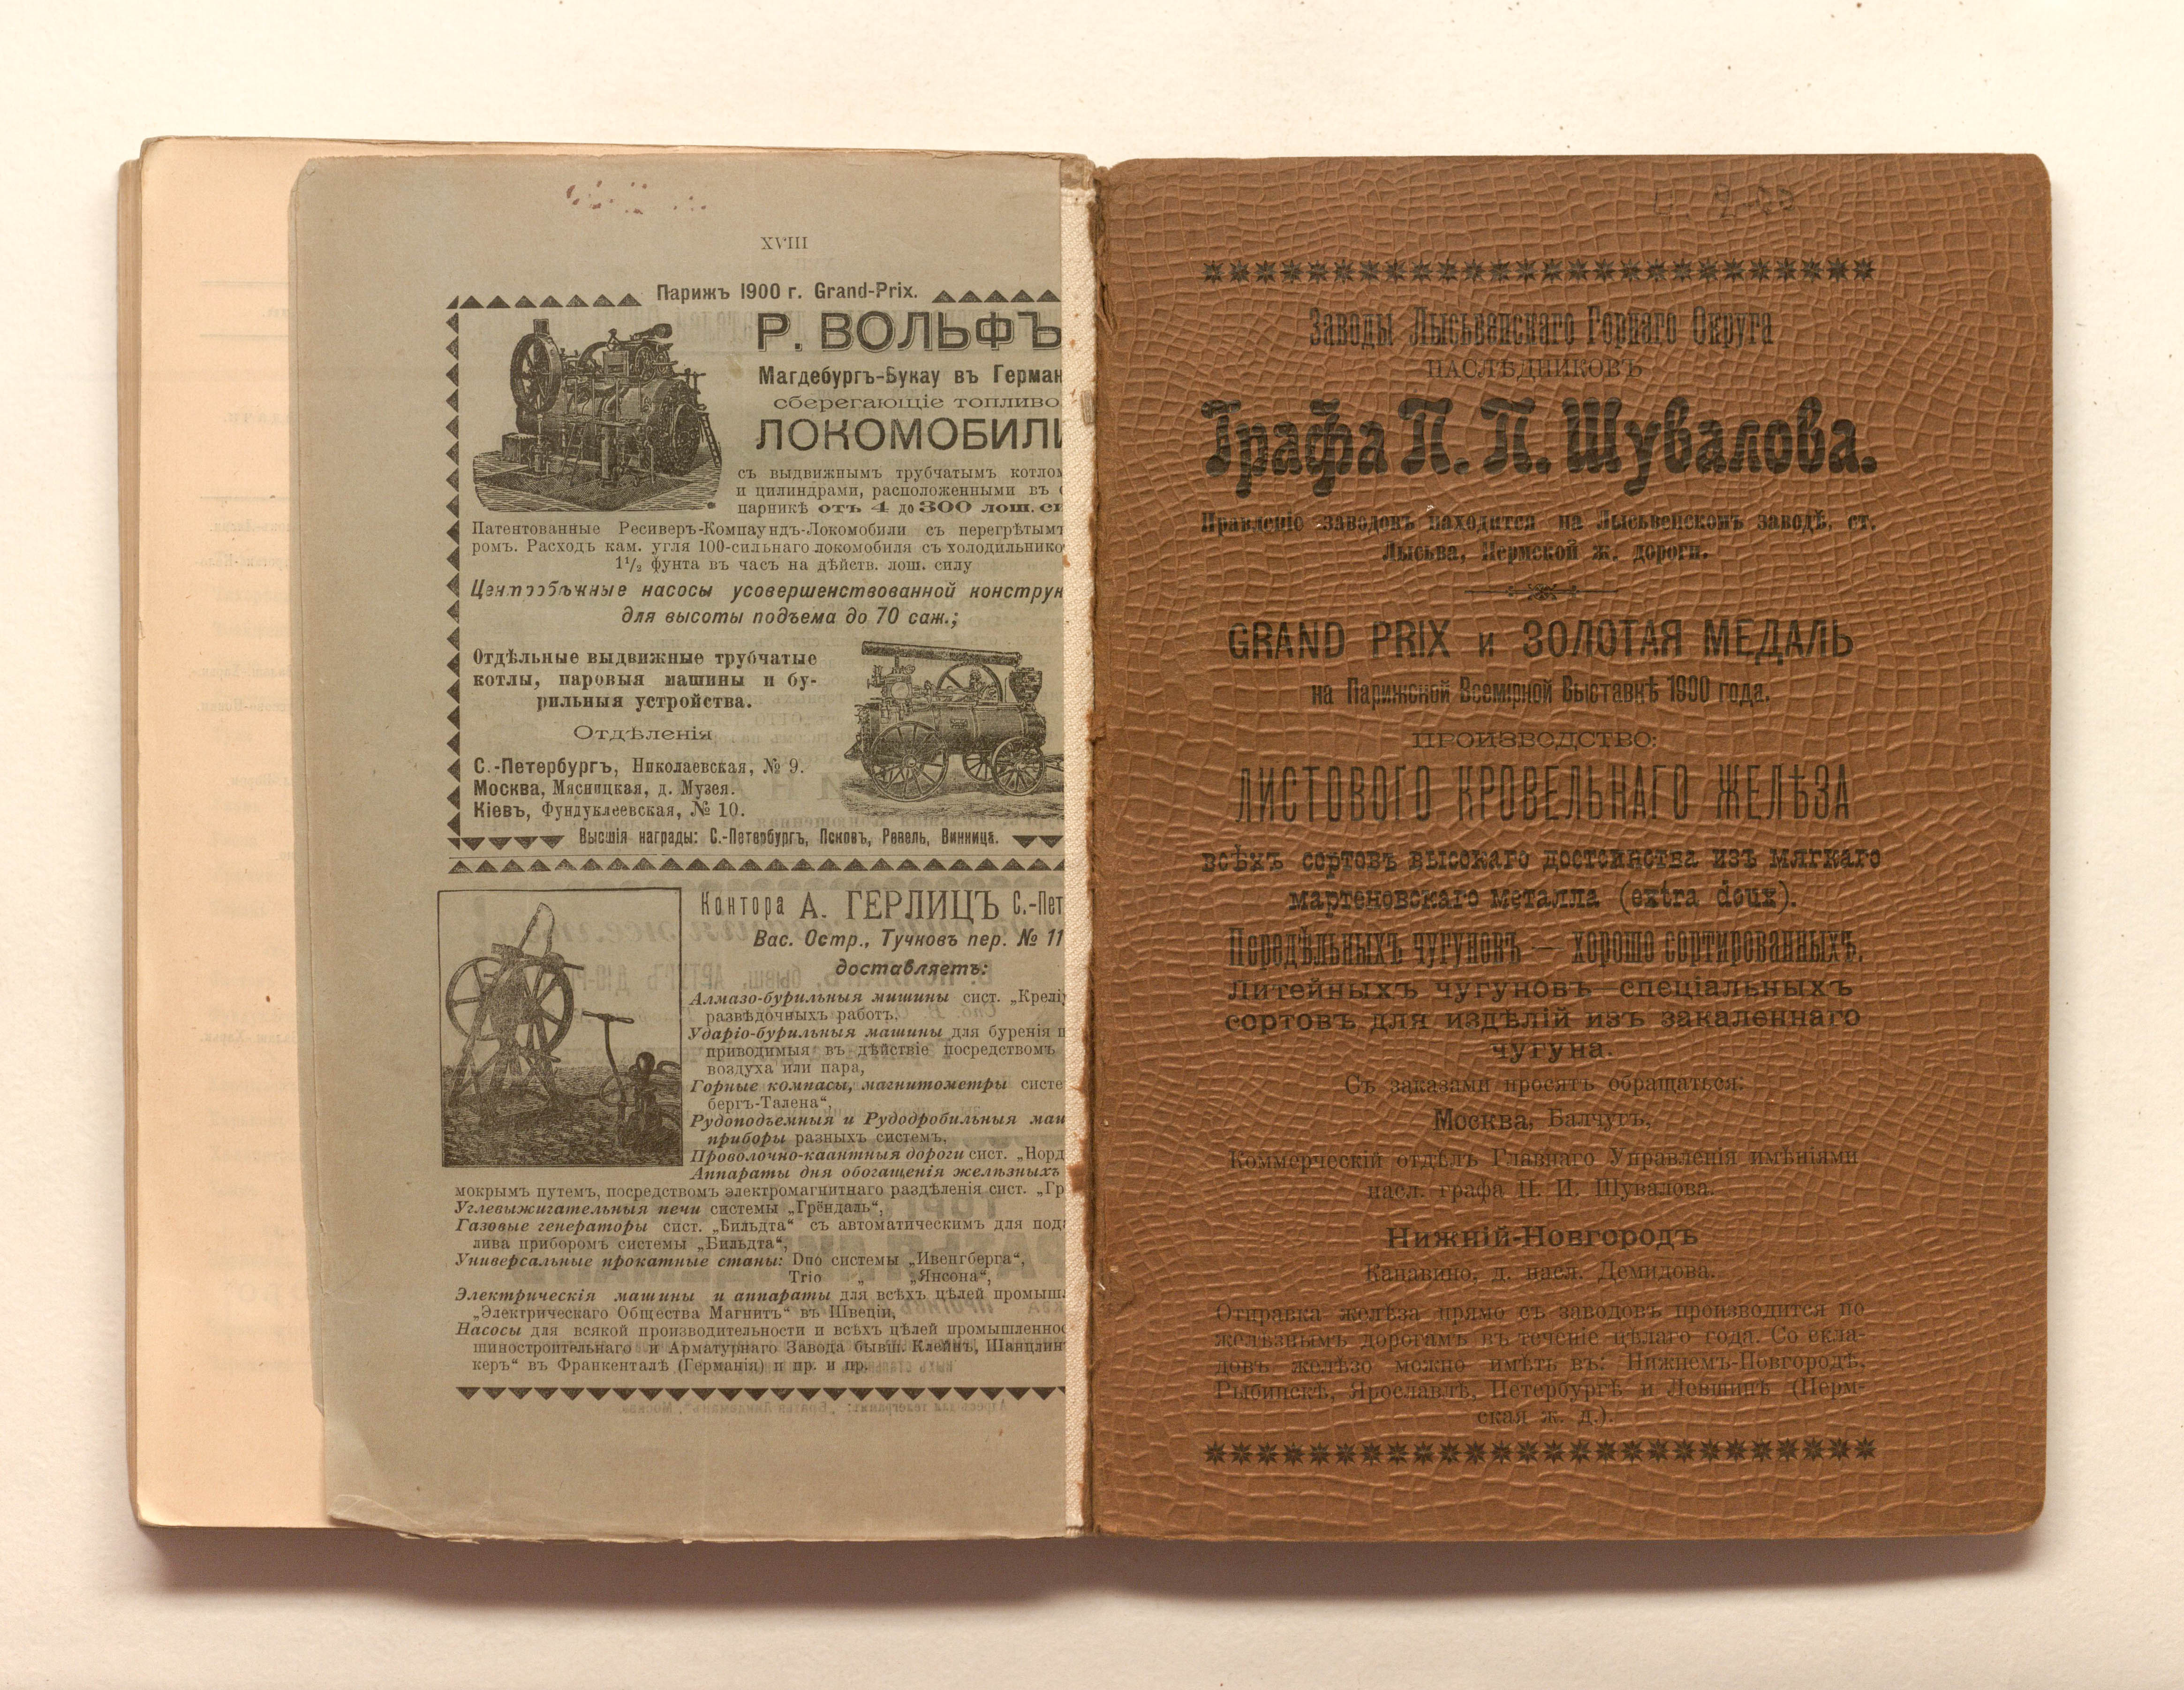 XVIII
Парижъ 1900 г. Grand-Prix.
Р. ВОЛЬФЪ
Магдебургъ-Букау въ Герман
сберегающіе топливо
ЛОКОМОБИЛИ
съ выдвижнымъ трубчатымъ котлом
и цилиндрами, расположенными въ
парникѣ отъ 4 до 300 лош. си
Патентованные Ресиверъ-Компаундъ-Локомобили съ перегрѣтым
ромъ. Расходъ кам. угля 100-сильнаго локомобиля съ холодильнико
1½ фунта въ часъ на дѣйств. лош. силу
Центробѣжные насосы усовершенствованной конструк
для высоты подъема до 70 саж.;
Отдѣльные выдвижные трубчатые
котлы, паровыя машины и бу-
рильныя устройства.
Отдѣленія
С.-Петербургъ, Николаевская, № 9.
Москва, Мясницкая, д. Музея.
Кіевъ, Фундуклеевская, № 10.
Высшія награды: С.-Петербургъ, Псковъ, Ревель, Винница.
Контора А. ГЕРЛИЦЪ С.-Пет
Вас. Остр., Тучковъ пер. № 11
доставляетъ:
Алмазо-бурильныя мишины сист. „Крелі
развѣдочныхъ работъ,
Ударіо-бурильныя машины для буренія
приводимыя въ дѣйствіе посредствомъ
воздуха или пара,
Горные компасы, магнитометры систе
бергъ-Талена“,
Рудоподъемныя и Рудодробильныя маш
приборы разныхъ системъ,
Проволочно-каантныя дороги сист. „Норд
Аппараты дня обогащенія желѣзныхъ
мокрымъ путемъ, посредствомъ электромагнитнаго раздѣленія сист. „Гр
Углевыжигательныя печи системы „Грёндаль“,
Газовые генераторы сист. „Бильдта“ съ автоматическимъ для пода
лива приборомъ системы „Бильдта“,
Универсальные прокатные станы: Duo системы „Ивенгберга“,
Trio „ „Янсона“,
Электрическія машины и аппараты для всѣхъ цѣлей промышл
„Электрическаго Общества Магнитъ“ въ Швеціи,
Насосы для всякой производительности и всѣхъ цѣлей промышленнос
шиностроительнаго и Арматурнаго Завода бывш. Клейнъ, Шанцлин
керъ“ въ Франкенталѣ (Германія) и пр. и пр.
Заводы Лысьвенскаго Горнаго Округа
НАСЛѢДНИКОВЪ
Графа П. П. Шувалова.
Правленіе заводовъ находится на Лысьвенскомъ заводѣ, ст.
Лысьва, Пермской ж. дороги.
GRAND PRIX и ЗОЛОТАЯ МЕДАЛЬ
на Парижской Всемирной Выставкѣ 1900 года.
ПРОИЗВОДСТВО:
ЛИСТОВОГО КРОВЕЛЬНАГО ЖЕЛѢЗА
всѣхъ сортовъ высокаго достоинства изъ мягкаго
мартеновскаго металла (extra doux).
Передѣльныхъ чугуновъ — хорошо сортированныхъ.
Литейныхъ чугуновъ спеціальныхъ
сортовъ для издѣлій изъ закаленнаго
чугуна.
Съ заказами просятъ обращаться:
Москва, Балчугъ,
Коммерческій отдѣлъ Главнаго Управленія имѣніями
насл. графа П. П. Шувалова.
Нижній-Новгородъ
Канавино, д. насл. Демидова.
Отправка желѣза прямо съ заводовъ производится по
желѣзнымъ дорогамъ въ теченіе цѣлаго года. Со скла-
довъ желѣзо можно имѣть въ: Нижнемъ-Новгородѣ,
Рыбинскѣ, Ярославлѣ, Петербургѣ и Левшинѣ (Перм-
ская ж. д.).